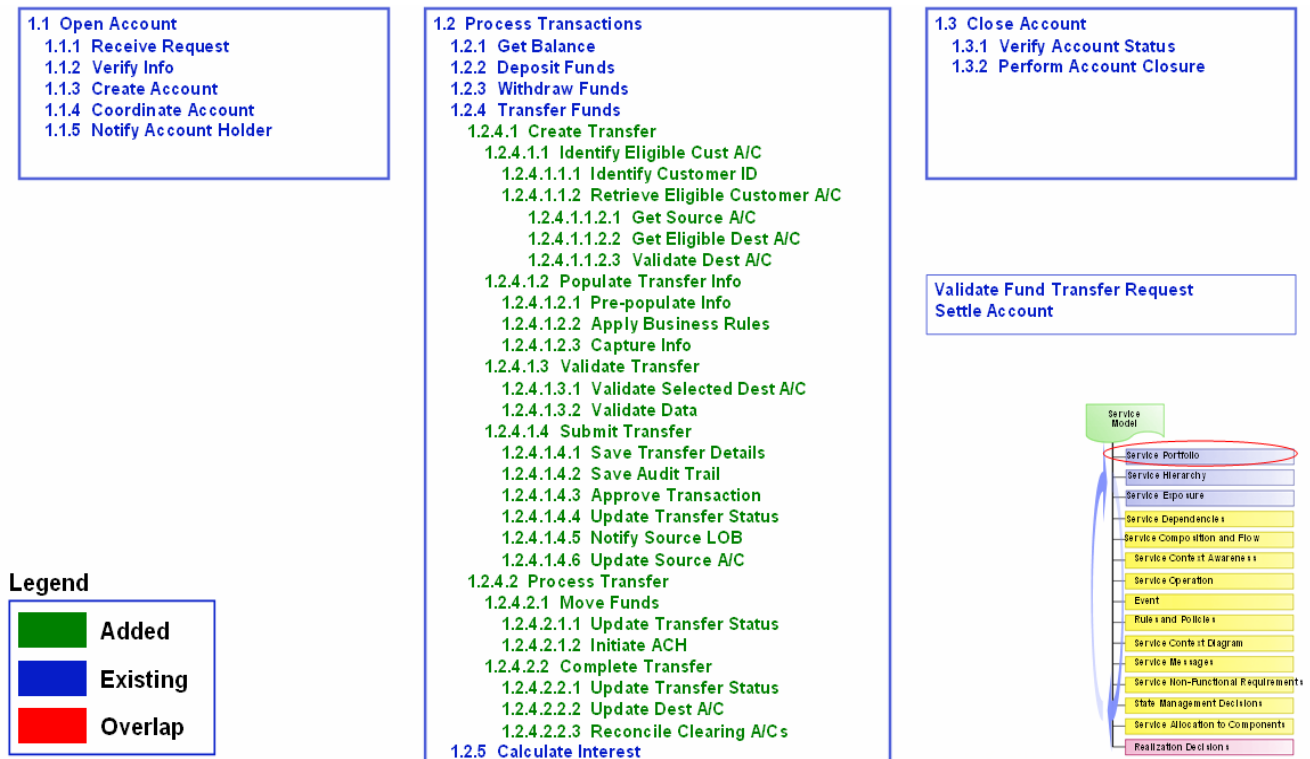 1.1 Open Account
1.1.1 Receive Request
1.1.2 Verify Info
1.1.3 Create Account
1.1.4 Coordinate Account
1.1.5 Notify Account Holder
1.2 Process Transactions
1.2.1 Get Balance
1.2.2 Deposit Funds
1.2.3 Withdraw Funds
1.2.4 Transfer Funds
1.2.4.1 Create Transfer
1.2.4.1.1 Identify Eligible Cust A/C
1.2.4.1.1.1 Identify Customer ID
1.2.4.1.1.2 Retrieve Eligible Customer A/C
1.2.4.1.1.2.1 Get Source A/C
1.2.4.1.1.2.2 Get Eligible Dest A/C
1.2.4.1.1.2.3 Validate Dest A/C
1.2.4.1.2 Populate Transfer Info
1.2.4.1.2.1 Pre-populate Info
1.2.4.1.2.2 Apply Business Rules
1.2.4.1.2.3 Capture Info
1.2.4.1.3 Validate Transfer
1.2.4.1.3.1 Validate Selected Dest A/C
1.2.4.1.3.2 Validate Data
1.2.4.1.4 Submit Transfer
1.2.4.1.4.1 Save Transfer Details
1.2.4.1.4.2 Save Audit Trail
1.2.4.1.4.3 Approve Transaction
1.2.4.1.4.4 Update Transfer Status
1.2.4.1.4.5 Notify Source LOB
1.2.4.1.4.6 Update Source A/C
1.2.4.2 Process Transfer
1.2.4.2.1 Move Funds
1.2.4.2.1.1 Update Transfer Status
1.2.4.2.1.2 Initiate ACH
1.2.4.2.2 Complete Transfer
1.2.4.2.2.1 Update Transfer Status
1.2.4.2.2.2 Update Dest A/C
1.2.4.2.2.3 Reconcile Clearing A/Cs
1.2.5 Calculate Interest
1.3 Close Account
1.3.1 Verify Account Status
1.3.2 Perform Account Closure
Validate Fund Transfer Request
Settle Account
Service
Model
Service Portfolio
Service Hierarchy
Service Exposure
Service Dependencies
Service Composition and Flow
Service Context Awareness
Service Operation
Event
Rules and Policies
Service Context Diagram
Service Messages
Service Non-Functional Requirements
State Management Decisions
Service Allocation to Components
Realization Decisions
Legend
Added
Existing
Overlap